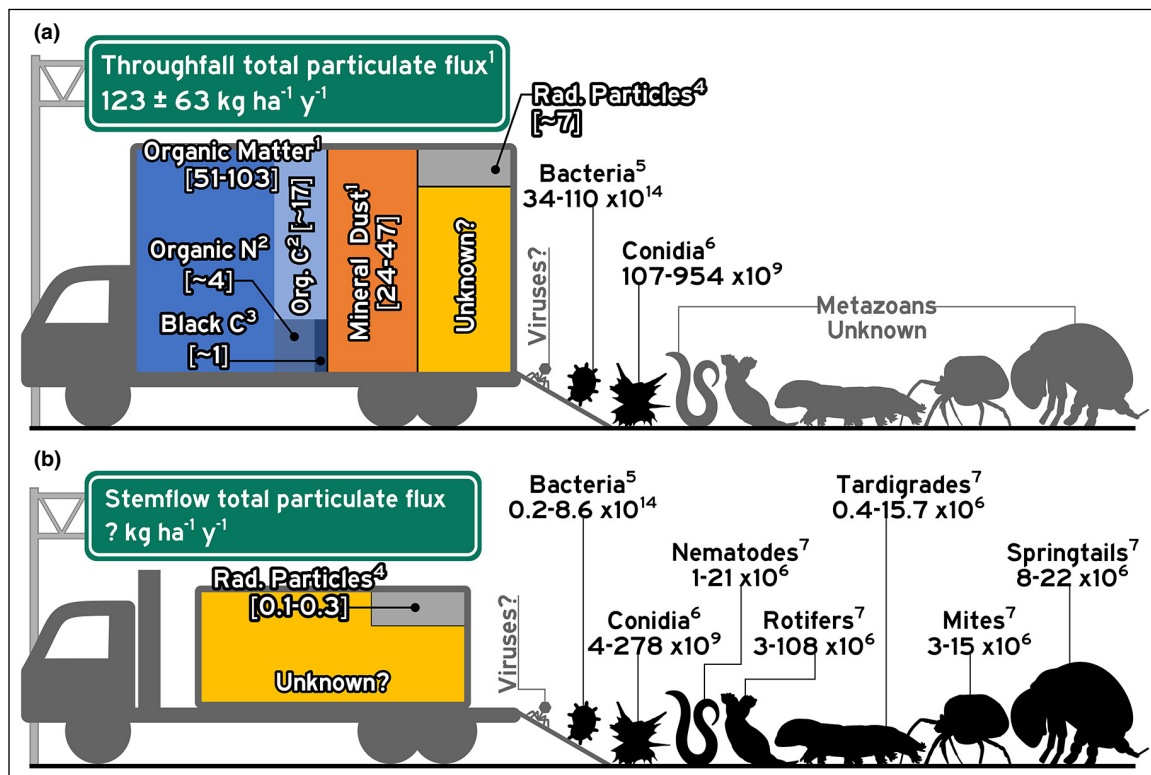 (a)
Throughfall total particulate flux¹
123 ± 63 kg ha⁻¹ y⁻¹
Rad. Particles⁴
[~7]
Organic Matter¹
[51-103]
Organic N²
[~4]
Black C³
[~1]
Org. C² [~17]
Mineral Dust¹
[24-47]
Unknown?
Viruses?
Bacteria⁵
34-110 x10¹⁴
Conidia⁶
107-954 x10⁹
Metazoans
Unknown
(b)
Stemflow total particulate flux
? kg ha⁻¹ y⁻¹
Rad. Particles⁴
[0.1-0.3]
Unknown?
Viruses?
Bacteria⁵
0.2-8.6 x10¹⁴
Conidia⁶
4-278 x10⁹
Nematodes⁷
1-21 x10⁶
Rotifers⁷
3-108 x10⁶
Tardigrades⁷
0.4-15.7 x10⁶
Mites⁷
3-15 x10⁶
Springtails⁷
8-22 x10⁶